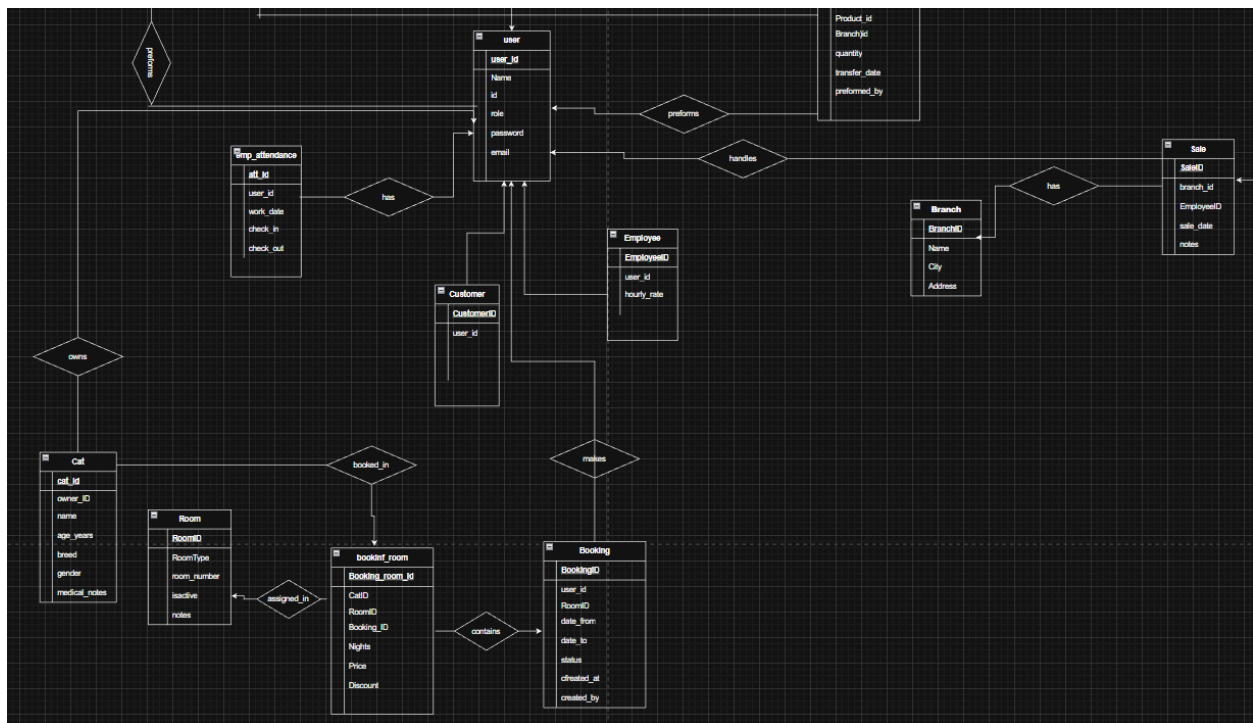 Product_id
Branch)id
quantity
transfer_date
preformed_by
preforms
user
user_id
Name
id
role
password
email
preforms
handles
Sale
SaleID
branch_id
EmployeeID
sale_date
notes
has
Branch
BranchID
Name
City
Address
emp_attendance
att_id
user_id
work_date
check_in
check_out
has
Employee
EmployeeID
user_id
hourly_rate
Customer
CustomerID
user_id
owns
Cat
cat_id
owner_ID
name
age_years
breed
gender
medical_notes
booked_in
makes
Room
RoomID
RoomType
room_number
isactive
notes
assigned_in
bookinf_room
Booking_room_id
CatID
RoomID
Booking_ID
Nights
Price
Discount
contains
Booking
BookingID
user_id
RoomID
date_from
date_to
status
cfreated_at
created_by